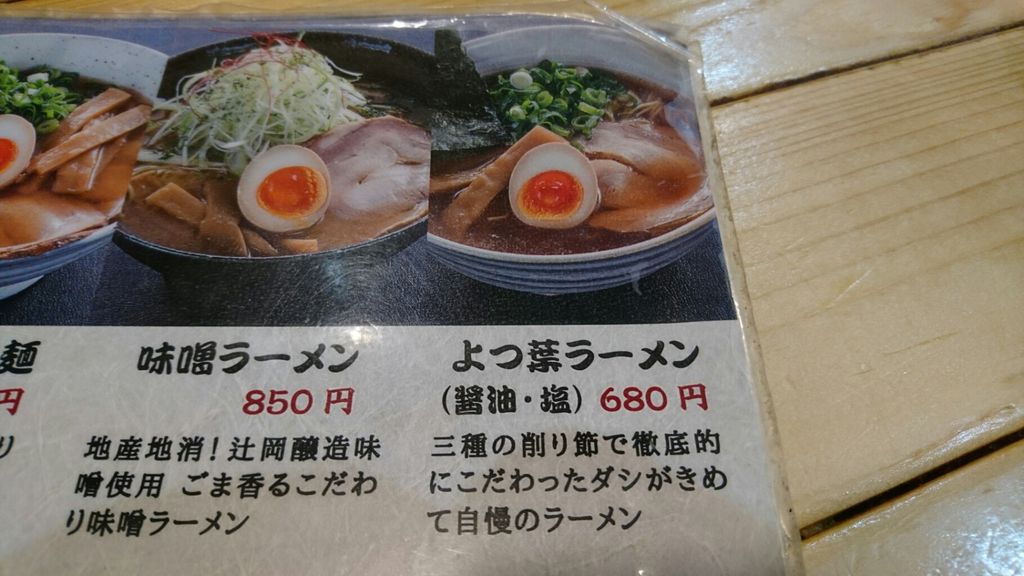 麺
円
り
味噌ラーメン
850円
地産地消!辻岡醸造味
噌使用 ごま香るこだわ
り味噌ラーメン
よつ葉ラーメン
(醤油・塩) 680円
三種の削り節で徹底的
にこだわったダシがきめ
て自慢のラーメン